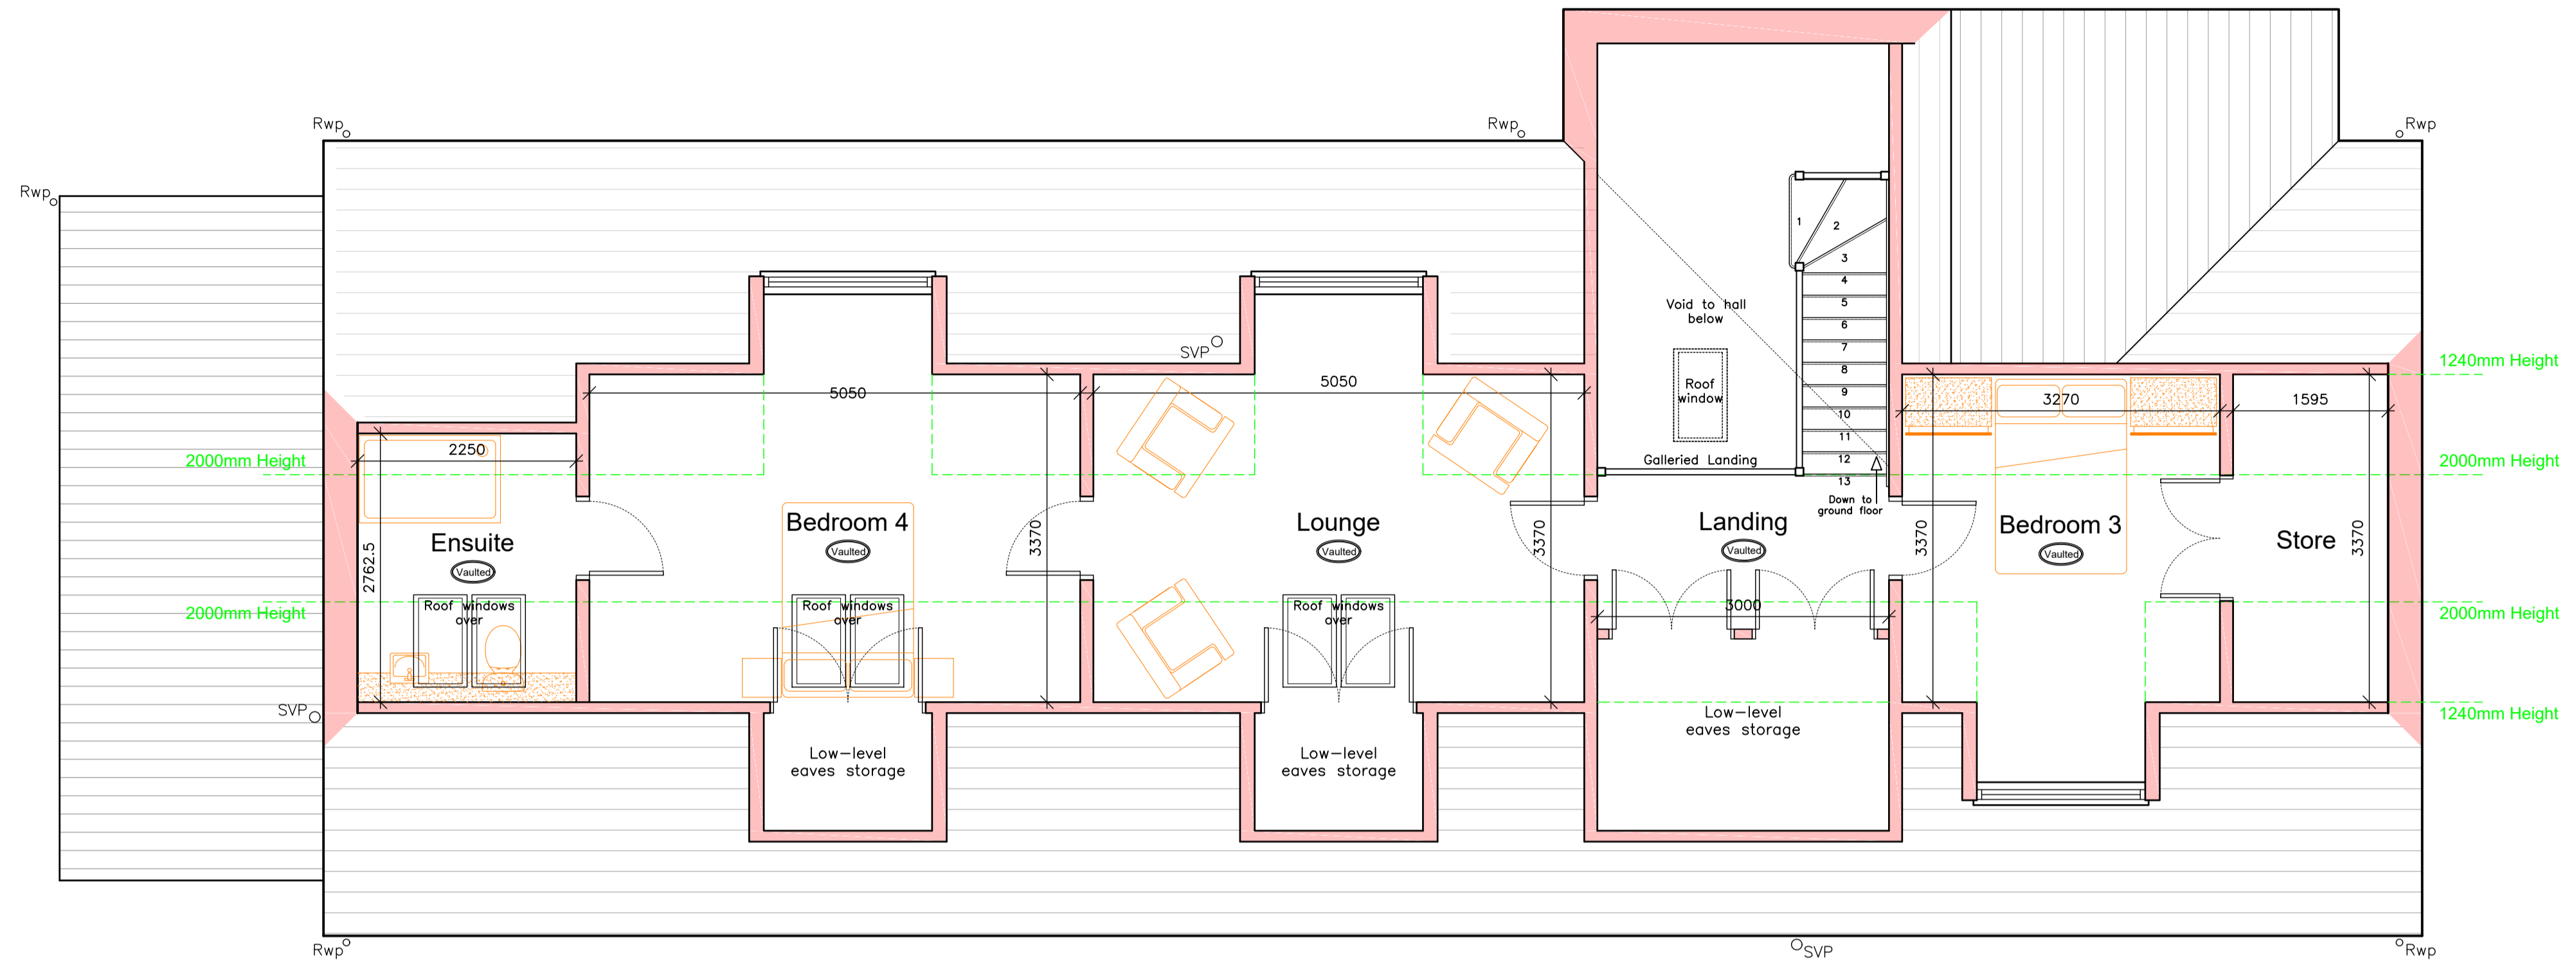 Rwp
Rwp
Rwp
Rwp
1
2
3
4
5
6
7
8
9
10
11
12
13
Void to hall
below
SVP
Roof
window
1240mm Height
5050
5050
3270
1595
2250
2000mm Height
Galleried Landing
2000mm Height
Down to
ground floor
Ensuite
Vaulted
2762.5
Bedroom 4
Vaulted
3370
Lounge
Vaulted
3370
Landing
Vaulted
3370
Bedroom 3
Vaulted
Store
3370
2000mm Height
Roof windows
over
Roof windows
over
Roof windows
over
3000
2000mm Height
SVP
Low-level
eaves storage
Low-level
eaves storage
Low-level
eaves storage
1240mm Height
Rwp
SVP
Rwp